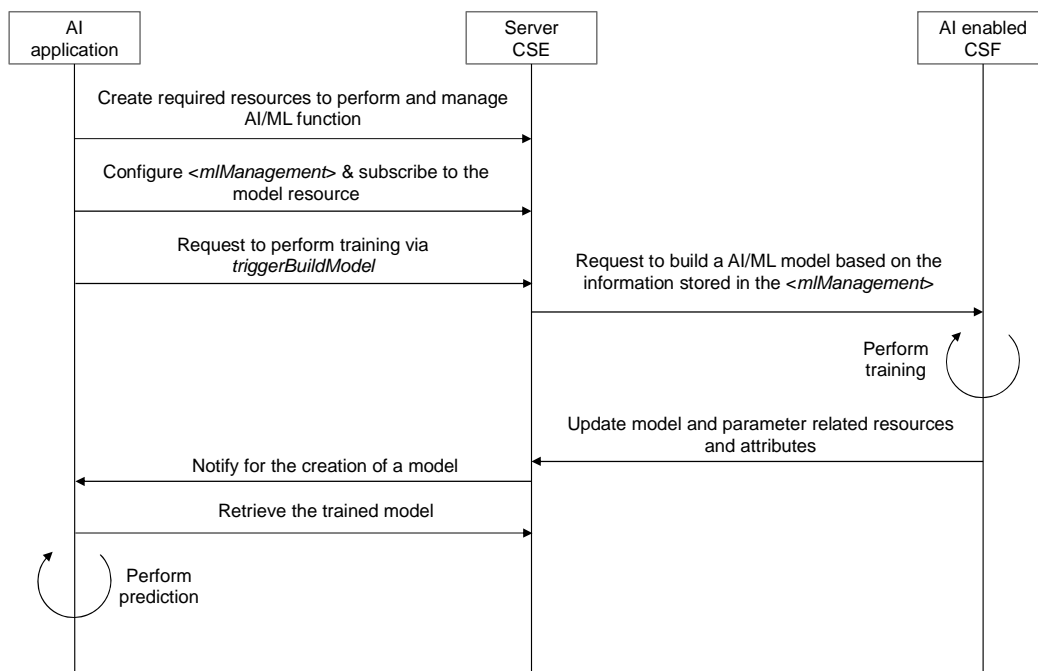 AI
application
Server
CSE
AI enabled
CSF
Create required resources to perform and manage
AI/ML function
Configure <mlManagement> & subscribe to the
model resource
Request to perform training via
triggerBuildModel
Request to build a AI/ML model based on the
information stored in the <mlManagement>
Perform
training
Update model and parameter related resources
and attributes
Notify for the creation of a model
Retrieve the trained model
Perform
prediction